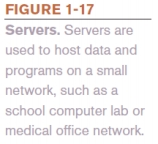 FIGURE 1-17
Servers. Servers are
used to host data and
programs on a small
network, such as a
school computer lab or
medical office network.